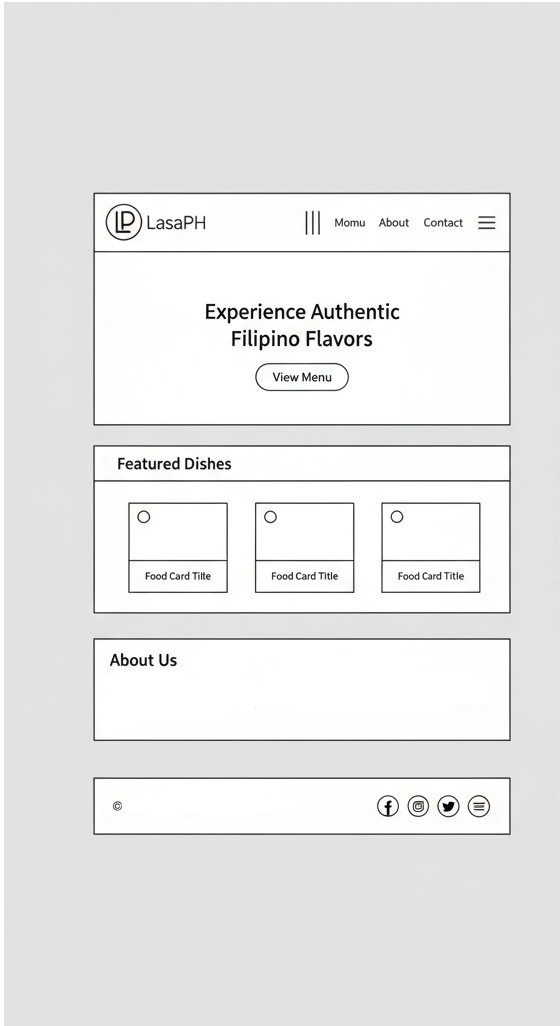 LP LasaPH Momu About Contact
Experience Authentic
Filipino Flavors
View Menu
Featured Dishes
Food Card Title Food Card Title Food Card Title
About Us
©